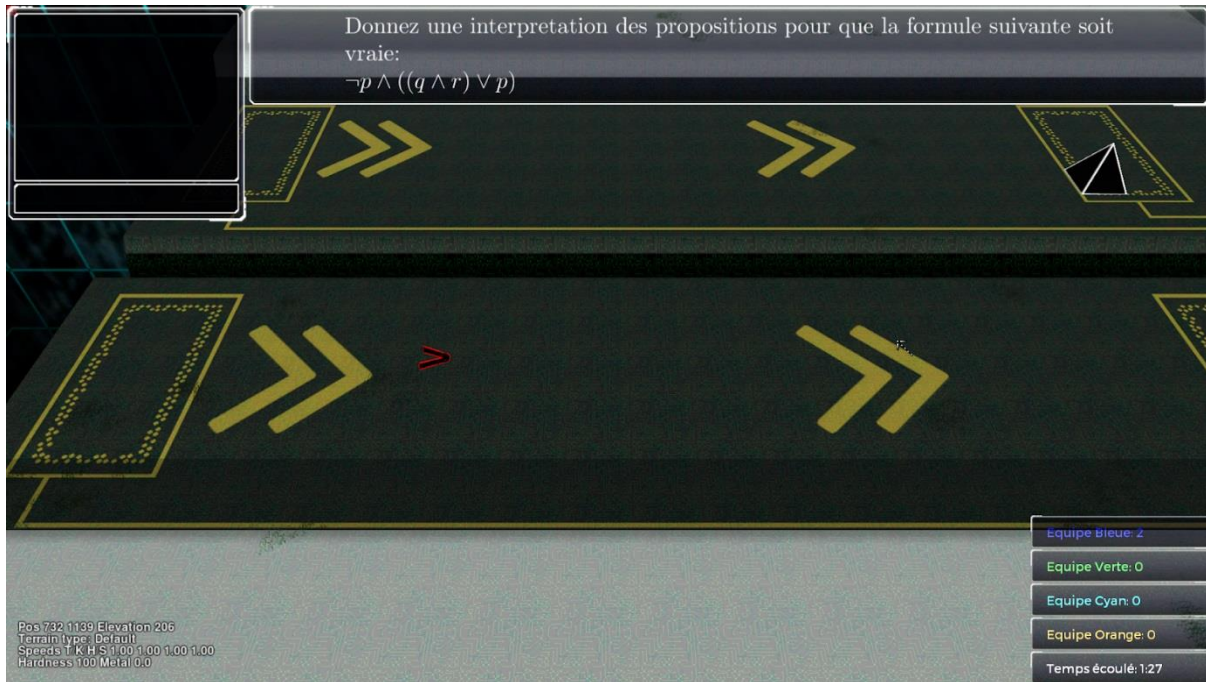 Donnez une interpretation des propositions pour que la formule suivante soit
vraie:
¬p ∧ ((q ∧ r) ∨ p)
Equipe Bleue: 2
Equipe Verte: 0
Equipe Cyan: 0
Equipe Orange: 0
Temps écoulé: 1:27
Pos 732 1139 Elevation 206
Terrain type: Default
Speeds T K H S 1.00 1.00 1.00 1.00
Hardness 100 Metal 0.0